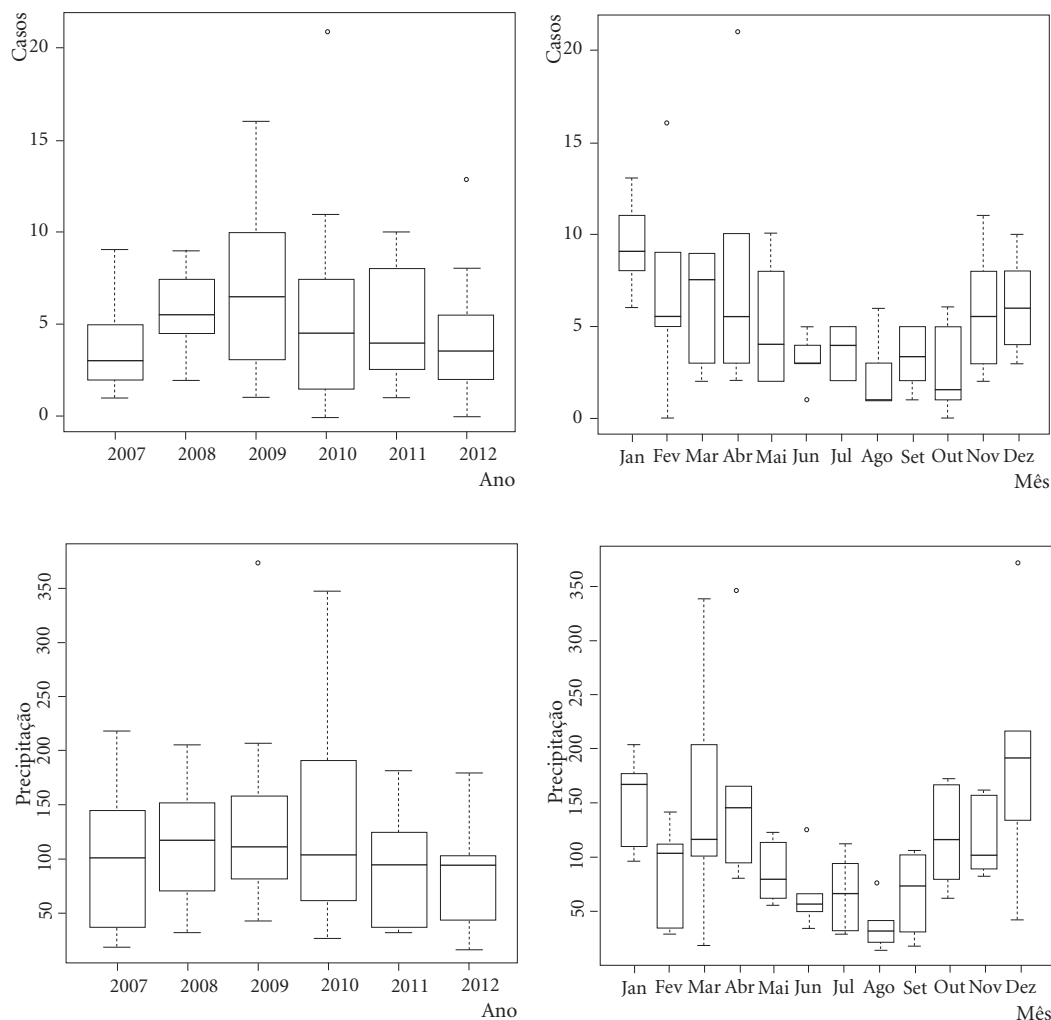 Casos
20
15
10
5
0
2007 2008 2009 2010 2011 2012
Ano
Casos
20
15
10
5
0
Jan Fev Mar Abr Mai Jun Jul Ago Set Out Nov Dez
Mês
Precipitação
350
300
250
200
150
100
50
2007 2008 2009 2010 2011 2012
Ano
Precipitação
350
300
250
200
150
100
50
Jan Fev Mar Abr Mai Jun Jul Ago Set Out Nov Dez
Mês